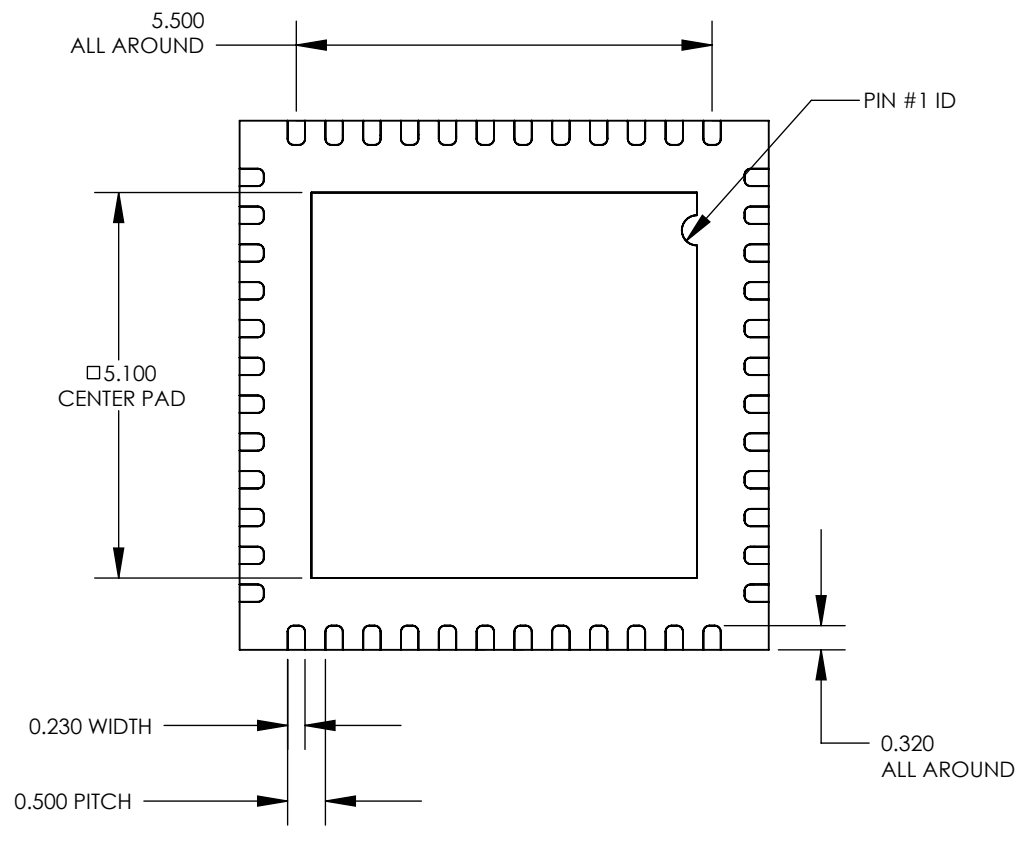 5.500
ALL AROUND
PIN #1 ID
□5.100
CENTER PAD
0.230 WIDTH
0.320
ALL AROUND
0.500 PITCH